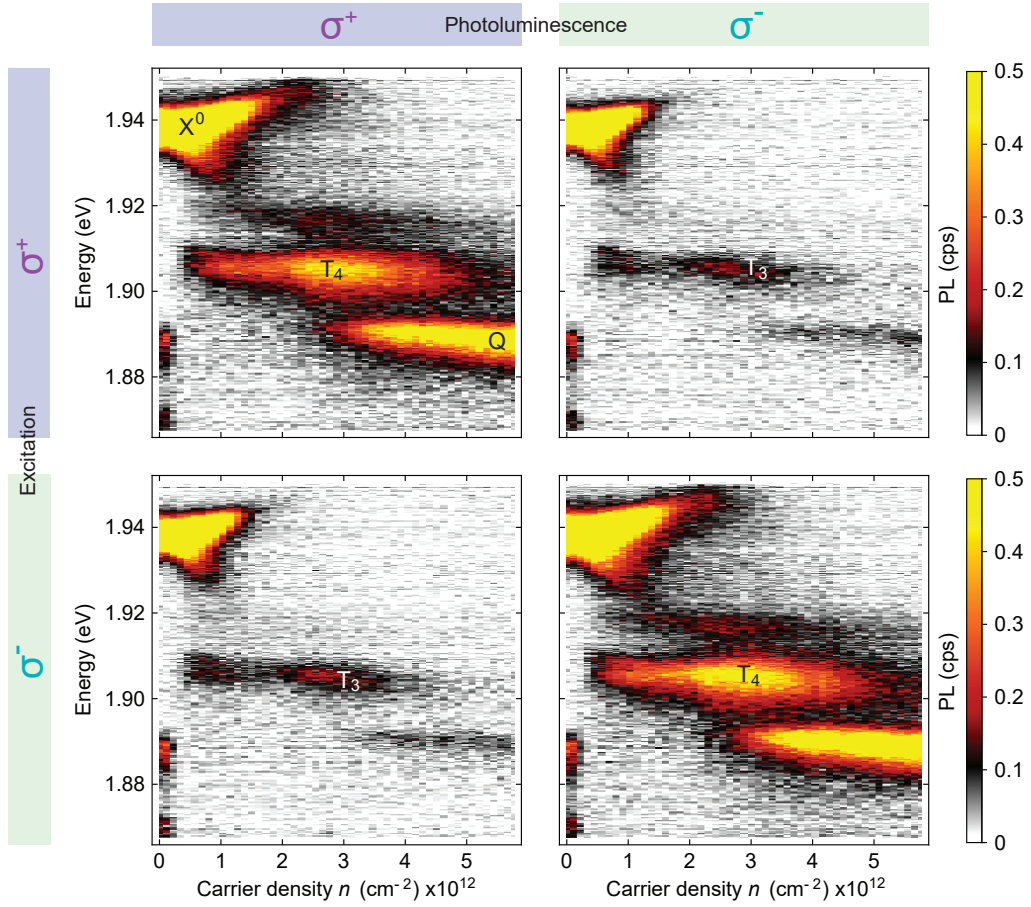 Photoluminescence
σ⁺
σ⁻
Excitation
σ⁺
σ⁻
Energy (eV)
1.94
1.92
1.90
1.88
X⁰
T₄
Q
T₃
PL (cps)
0.5
0.4
0.3
0.2
0.1
0
Energy (eV)
1.94
1.92
1.90
1.88
T₃
T₄
PL (cps)
0.5
0.4
0.3
0.2
0.1
0
0 1 2 3 4 5
0 1 2 3 4 5
Carrier density n (cm⁻²) x10¹²
Carrier density n (cm⁻²) x10¹²